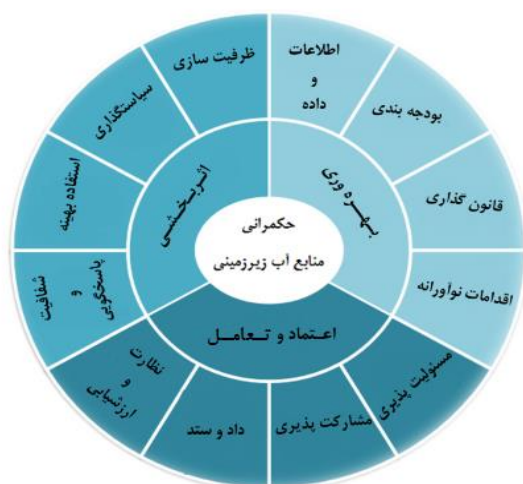 حکمرانی
منابع آب زیرزمینی
اثربخشی
بهره وری
اعتماد و تعامل
ظرفیت سازی
اطلاعات
و
داده
بودجه بندی
قانون گذاری
اقدامات نوآورانه
مسئولیت پذیری
مشارکت پذیری
داد و ستد
نظارت
و
ارزشیابی
پاسخگویی
و
شفافیت
استفاده بهینه
سیاستگذاری